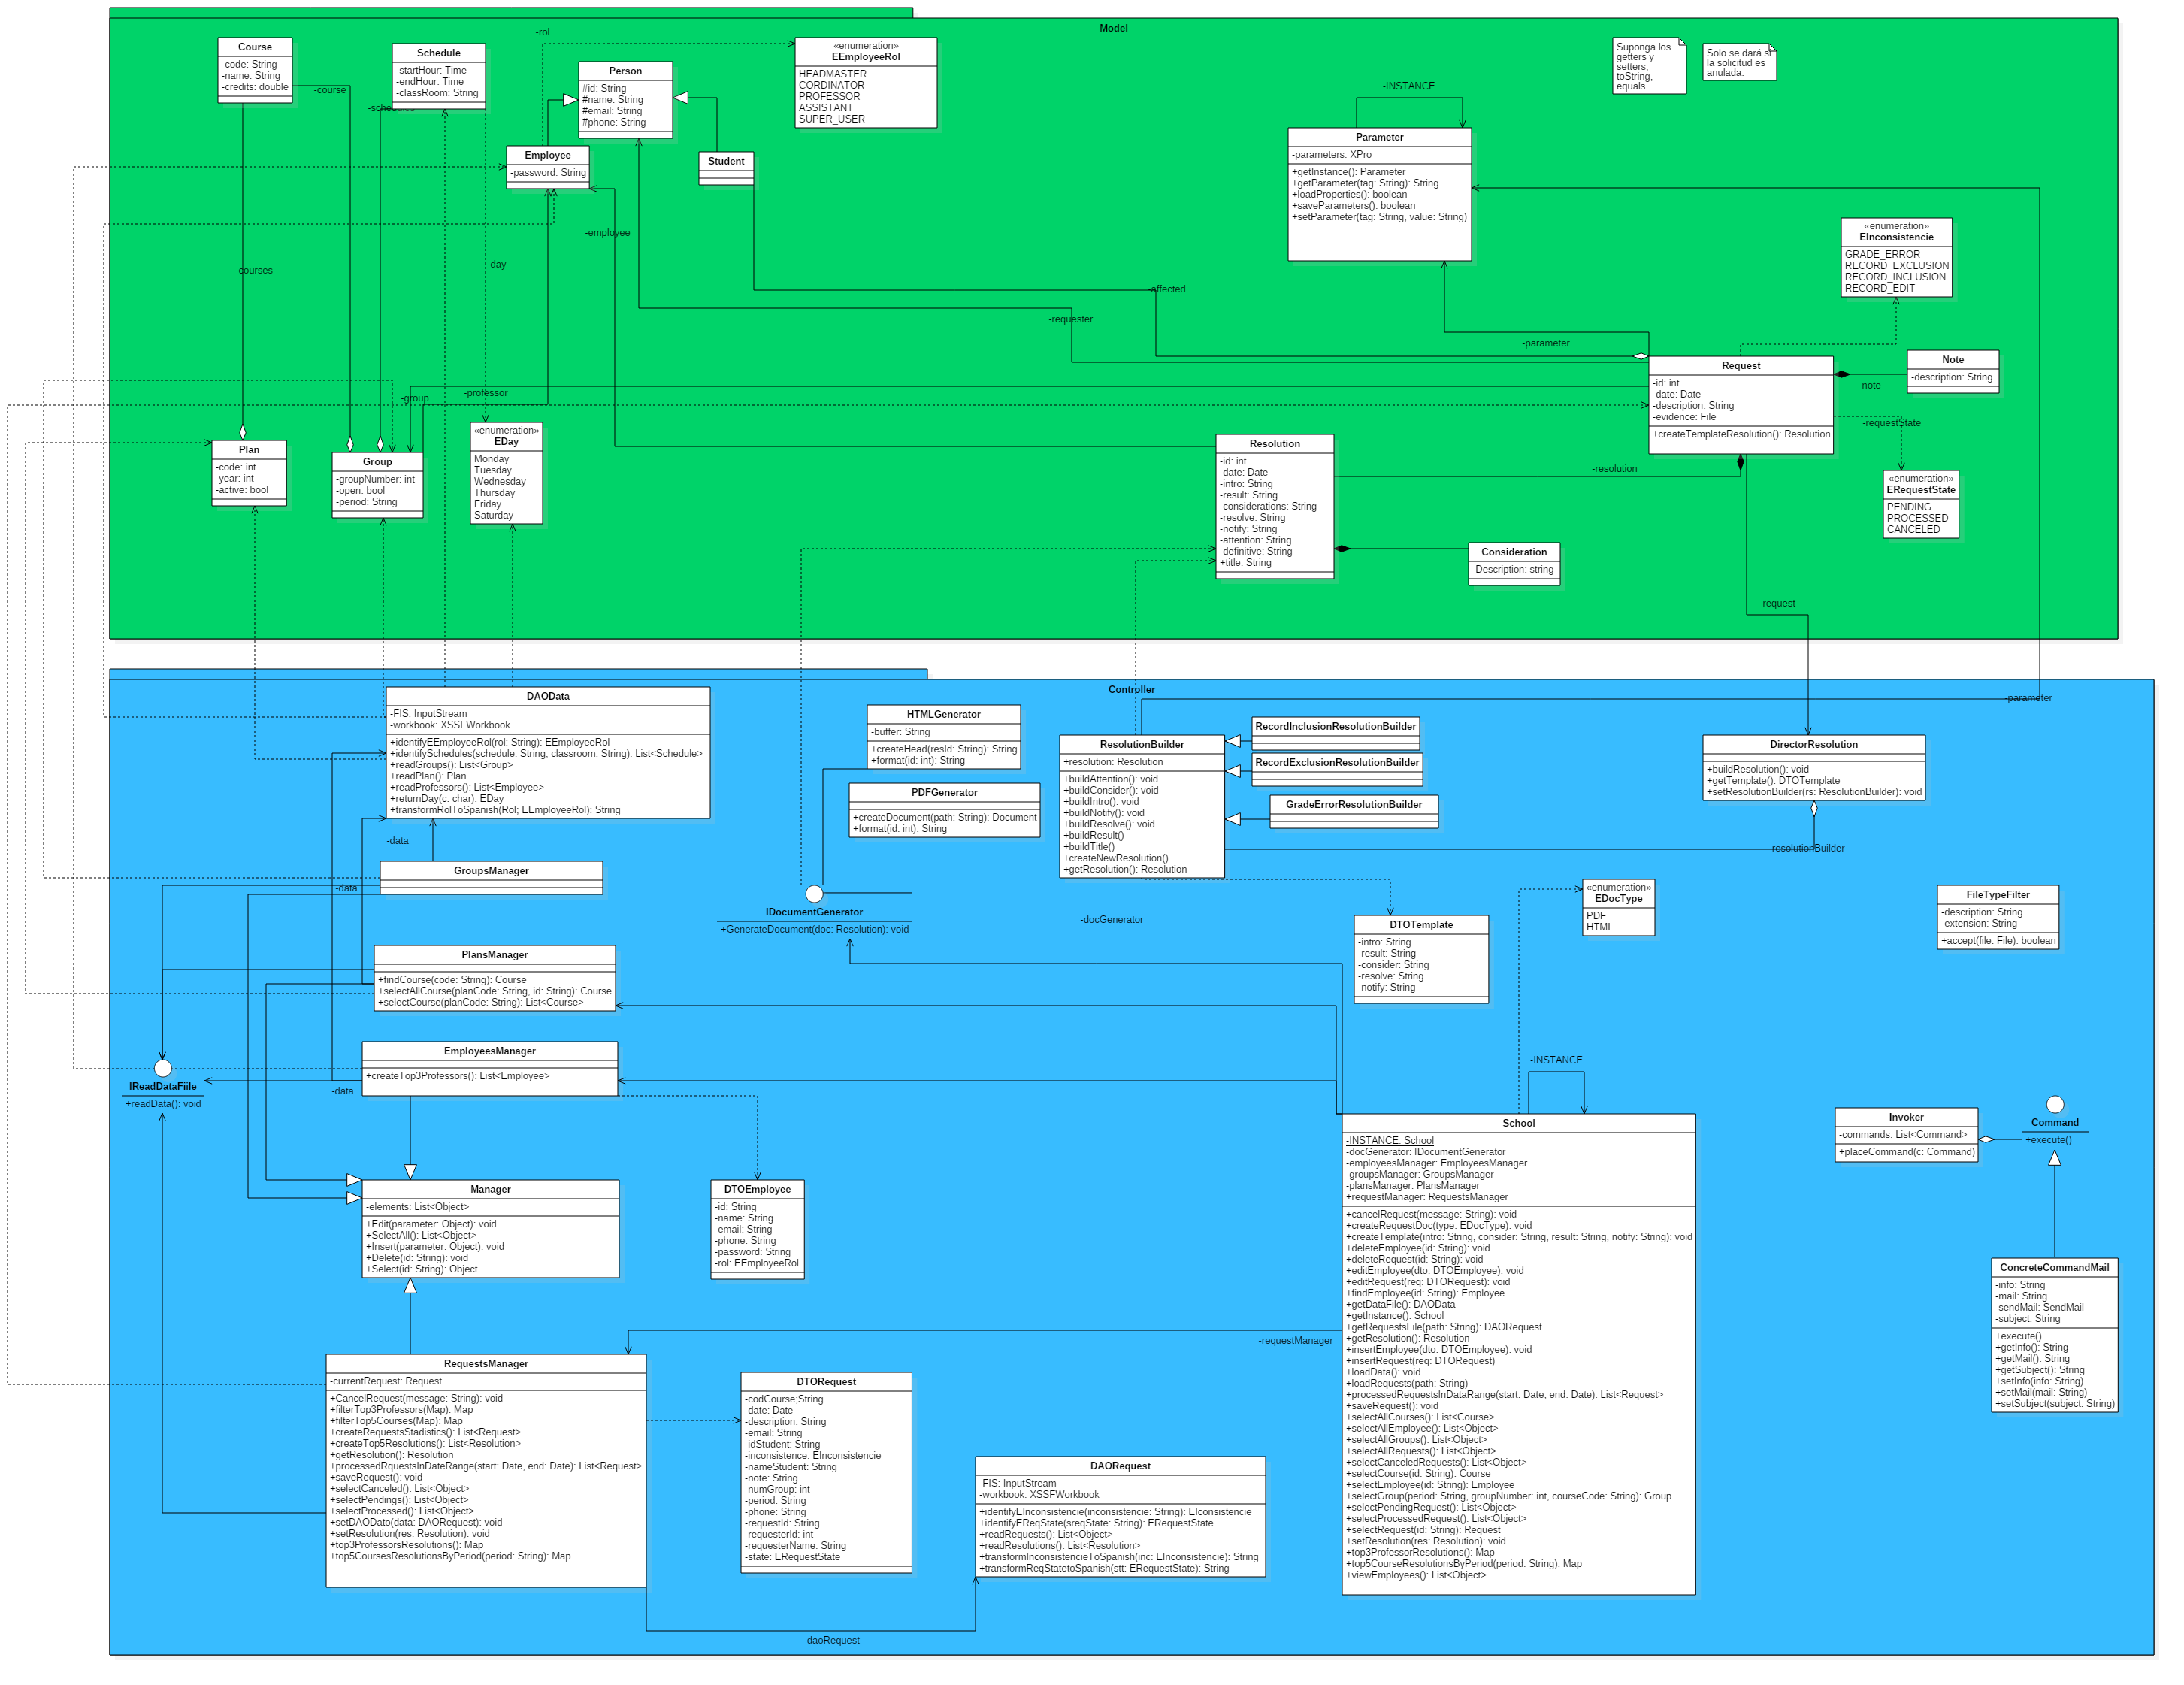 Model
Course
-code: String
-name: String
-credits: double
Schedule
-startHour: Time
-endHour: Time
-classRoom: String
-rol
Person
#id: String
#name: String
#email: String
#phone: String
«enumeration»
EEmployeeRol
HEADMASTER
CORDINATOR
PROFESSOR
ASSISTANT
SUPER_USER
Suponga los
getters y
setters,
toString,
equals
Solo se dará si
la solicitud es
anulada.
-course
-schedules
-INSTANCE
Employee
-password: String
Student
Parameter
-parameters: XPro
+getInstance(): Parameter
+getParameter(tag: String): String
+loadProperties(): boolean
+saveParameters(): boolean
+setParameter(tag: String, value: String)
«enumeration»
EInconsistencie
GRADE_ERROR
RECORD_EXCLUSION
RECORD_INCLUSION
RECORD_EDIT
-employee
-courses
-day
-affected
-requester
-parameter
Request
-id: int
-date: Date
-description: String
-evidence: File
+createTemplateResolution(): Resolution
Note
-description: String
-note
-professor
-group
-requestState
«enumeration»
EDay
Monday
Tuesday
Wednesday
Thursday
Friday
Saturday
Plan
-code: int
-year: int
-active: bool
Group
-groupNumber: int
-open: bool
-period: String
Resolution
-id: int
-date: Date
-intro: String
-result: String
-considerations: String
-resolve: String
-notify: String
-attention: String
-definitive: String
+title: String
-resolution
«enumeration»
ERequestState
PENDING
PROCESSED
CANCELED
Consideration
-Description: string
-request
Controller
-parameter
DAOData
-FIS: InputStream
-workbook: XSSFWorkbook
+identifyEEmployeeRol(rol: String): EEmployeeRol
+identifySchedules(schedule: String, classroom: String): List<Schedule>
+readGroups(): List<Group>
+readPlan(): Plan
+readProfessors(): List<Employee>
+returnDay(c: char): EDay
+transformRolToSpanish(Rol; EEmployeeRol): String
HTMLGenerator
-buffer: String
+createHead(resId: String): String
+format(id: int): String
PDFGenerator
+createDocument(path: String): Document
+format(id: int): String
ResolutionBuilder
+resolution: Resolution
+buildAttention(): void
+buildConsider(): void
+buildIntro(): void
+buildNotify(): void
+buildResolve(): void
+buildResult()
+buildTitle()
+createNewResolution()
+getResolution(): Resolution
RecordInclusionResolutionBuilder
RecordExclusionResolutionBuilder
GradeErrorResolutionBuilder
DirectorResolution
+buildResolution(): void
+getTemplate(): DTOTemplate
+setResolutionBuilder(rs: ResolutionBuilder): void
-data
-resolutionBuilder
GroupsManager
-data
IDocumentGenerator
+GenerateDocument(doc: Resolution): void
-docGenerator
DTOTemplate
-intro: String
-result: String
-consider: String
-resolve: String
-notify: String
«enumeration»
EDocType
PDF
HTML
FileTypeFilter
-description: String
-extension: String
+accept(file: File): boolean
PlansManager
+findCourse(code: String): Course
+selectAllCourse(planCode: String, id: String): Course
+selectCourse(planCode: String): List<Course>
EmployeesManager
+createTop3Professors(): List<Employee>
-data
IReadDataFiile
+readData(): void
-INSTANCE
School
-INSTANCE: School
-docGenerator: IDocumentGenerator
-employeesManager: EmployeesManager
-groupsManager: GroupsManager
-plansManager: PlansManager
+requestManager: RequestsManager
+cancelRequest(message: String): void
+createRequestDoc(type: EDocType): void
+createTemplate(intro: String, consider: String, result: String, notify: String): void
+deleteEmployee(id: String): void
+deleteRequest(id: String): void
+editEmployee(dto: DTOEmployee): void
+editRequest(req: DTORequest): void
+findEmployee(id: String): Employee
+getDataFile(): DAOData
+getInstance(): School
+getRequestsFile(path: String): DAORequest
+getResolution(): Resolution
+insertEmployee(dto: DTOEmployee): void
+insertRequest(req: DTORequest)
+loadData(): void
+loadRequests(path: String)
+processedRequestsInDataRange(start: Date, end: Date): List<Request>
+saveRequest(): void
+selectAllCourses(): List<Course>
+selectAllEmployee(): List<Object>
+selectAllGroups(): List<Object>
+selectAllRequests(): List<Object>
+selectCanceledRequests(): List<Object>
+selectCourse(id: String): Course
+selectEmployee(id: String): Employee
+selectGroup(period: String, groupNumber: int, courseCode: String): Group
+selectPendingRequest(): List<Object>
+selectProcessedRequest(): List<Object>
+selectRequest(id: String): Request
+setResolution(res: Resolution): void
+top3ProfessorResolutions(): Map
+top5CourseResolutionsByPeriod(period: String): Map
+viewEmployees(): List<Object>
Invoker
-commands: List<Command>
+placeCommand(c: Command)
Command
+execute()
Manager
-elements: List<Object>
+Edit(parameter: Object): void
+SelectAll(): List<Object>
+Insert(parameter: Object): void
+Delete(id: String): void
+Select(id: String): Object
DTOEmployee
-id: String
-name: String
-email: String
-phone: String
-password: String
-rol: EEmployeeRol
ConcreteCommandMail
-info: String
-mail: String
-sendMail: SendMail
-subject: String
+execute()
+getInfo(): String
+getMail(): String
+getSubject(): String
+setInfo(info: String)
+setMail(mail: String)
+setSubject(subject: String)
-requestManager
RequestsManager
-currentRequest: Request
+CancelRequest(message: String): void
+filterTop3Professors(Map): Map
+filterTop5Courses(Map): Map
+createRequestsStadistics(): List<Request>
+createTop5Resolutions(): List<Resolution>
+getResolution(): Resolution
+processedRquestsInDateRange(start: Date, end: Date): List<Request>
+saveRequest(): void
+selectCanceled(): List<Object>
+selectPendings(): List<Object>
+selectProcessed(): List<Object>
+setDAODato(data: DAORequest): void
+setResolution(res: Resolution): void
+top3ProfessorsResolutions(): Map
+top5CoursesResolutionsByPeriod(period: String): Map
DTORequest
-codCourse;String
-date: Date
-description: String
-email: String
-idStudent: String
-inconsistence: EInconsistencie
-nameStudent: String
-note: String
-numGroup: int
-period: String
-phone: String
-requestId: String
-requesterId: int
-requesterName: String
-state: ERequestState
DAORequest
-FIS: InputStream
-workbook: XSSFWorkbook
+identifyEInconsistencie(inconsistencie: String): EIconsistencie
+identifyEReqState(sreqState: String): ERequestState
+readRequests(): List<Object>
+readResolutions(): List<Resolution>
+transformInconsistencieToSpanish(inc: EInconsistencie): String
+transformReqStatetoSpanish(stt: ERequestState): String
-daoRequest